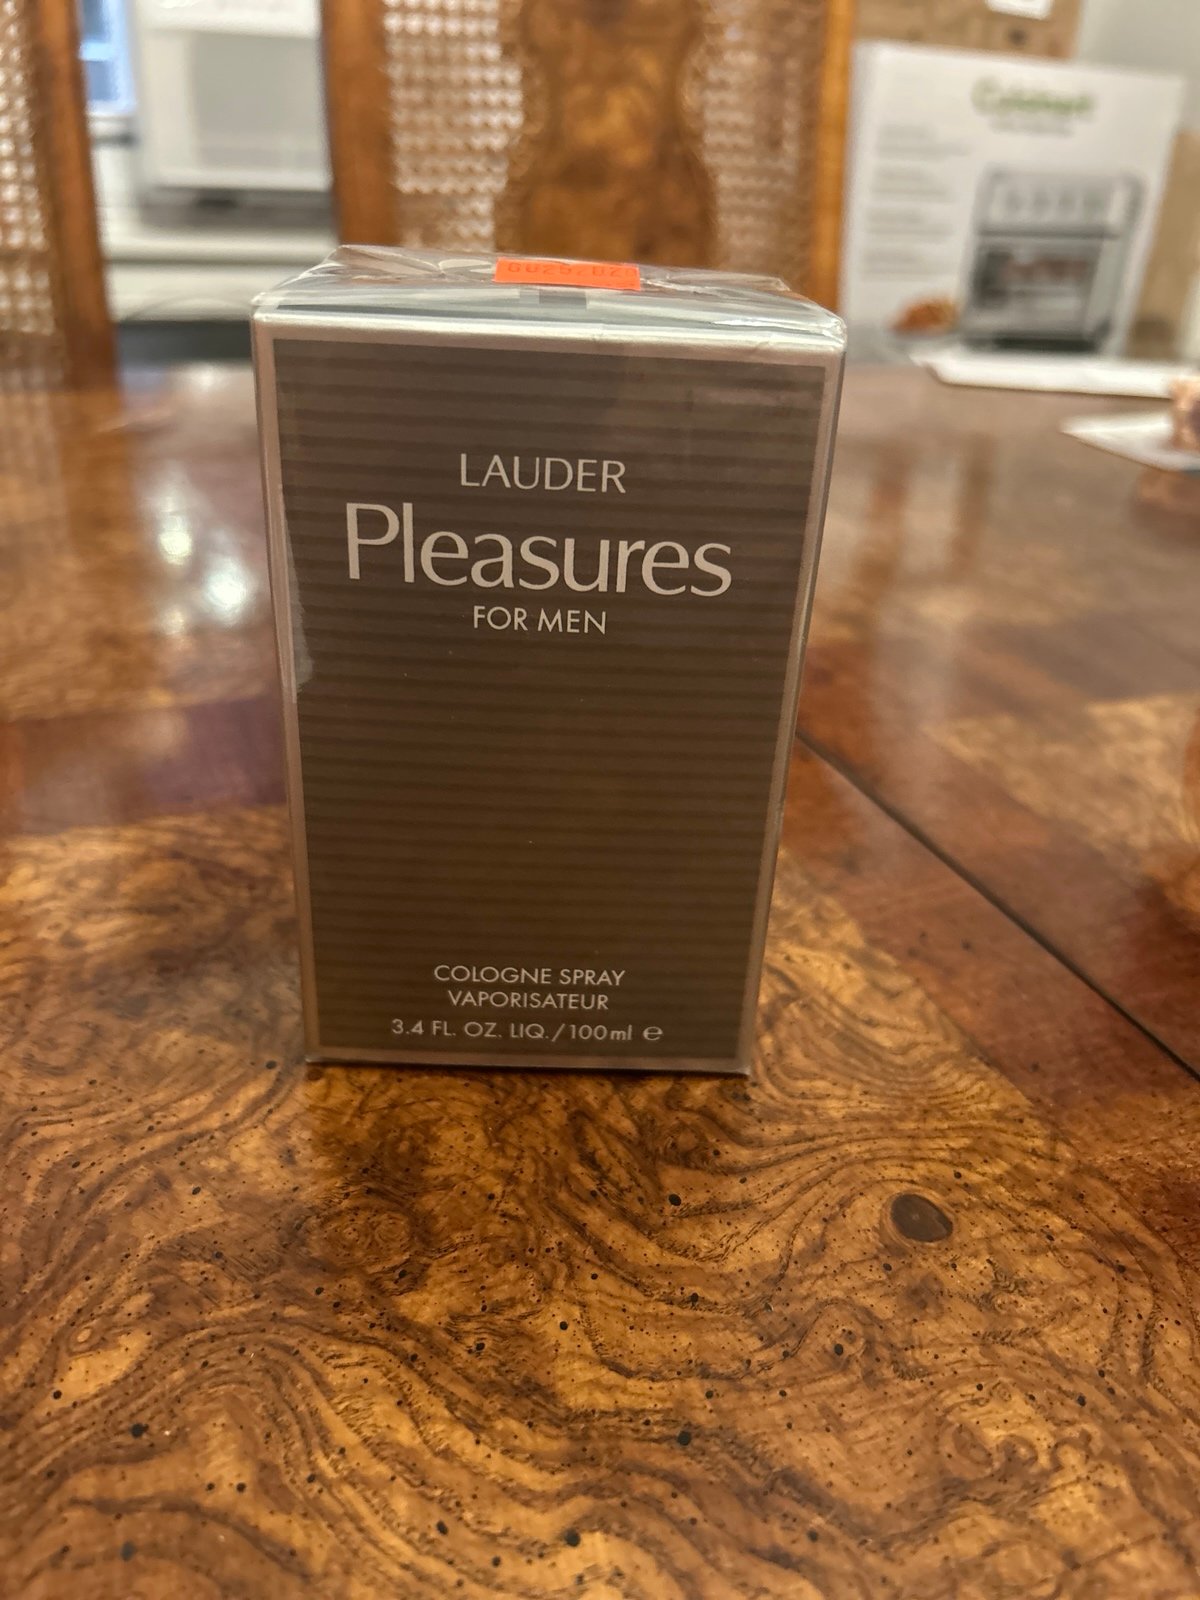 LAUDER
Pleasures
FOR MEN
COLOGNE SPRAY
VAPORISATEUR
3.4 FL. OZ. LIQ./100ml ℮